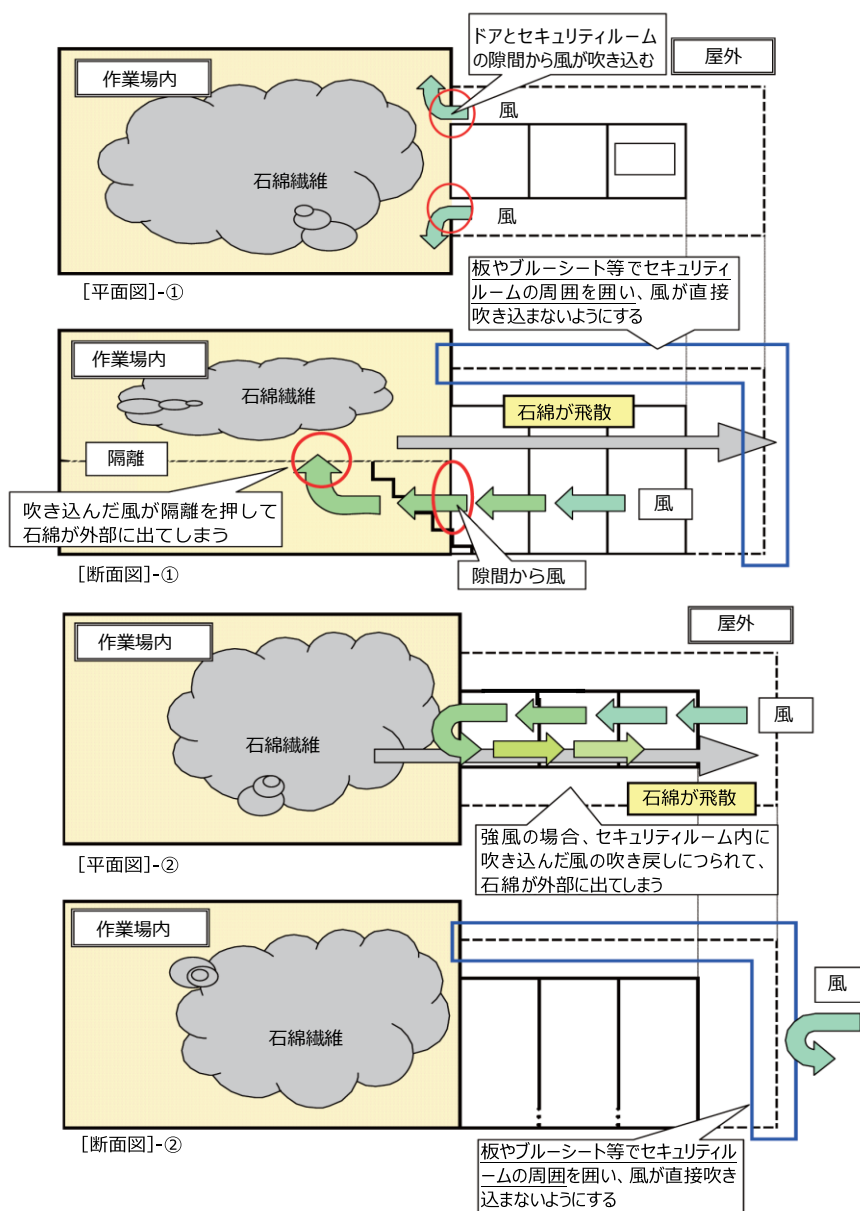 ドアとセキュリティルーム
の隙間から風が吹き込む
屋外
作業場内
風
石綿繊維
風
[平面図]-①
板やブルーシート等でセキュリティ
ルームの周囲を囲い、風が直接
吹き込まないようにする
作業場内
石綿繊維
石綿が飛散
隔離
風
吹き込んだ風が隔離を押して
石綿が外部に出てしまう
隙間から風
[断面図]-①
作業場内
屋外
風
石綿繊維
石綿が飛散
強風の場合、セキュリティルーム内に
吹き込んだ風の吹き戻しにつられて、
石綿が外部に出てしまう
[平面図]-②
作業場内
風
石綿繊維
[断面図]-②
板やブルーシート等でセキュリティル
ームの周囲を囲い、風が直接吹き
込まないようにする